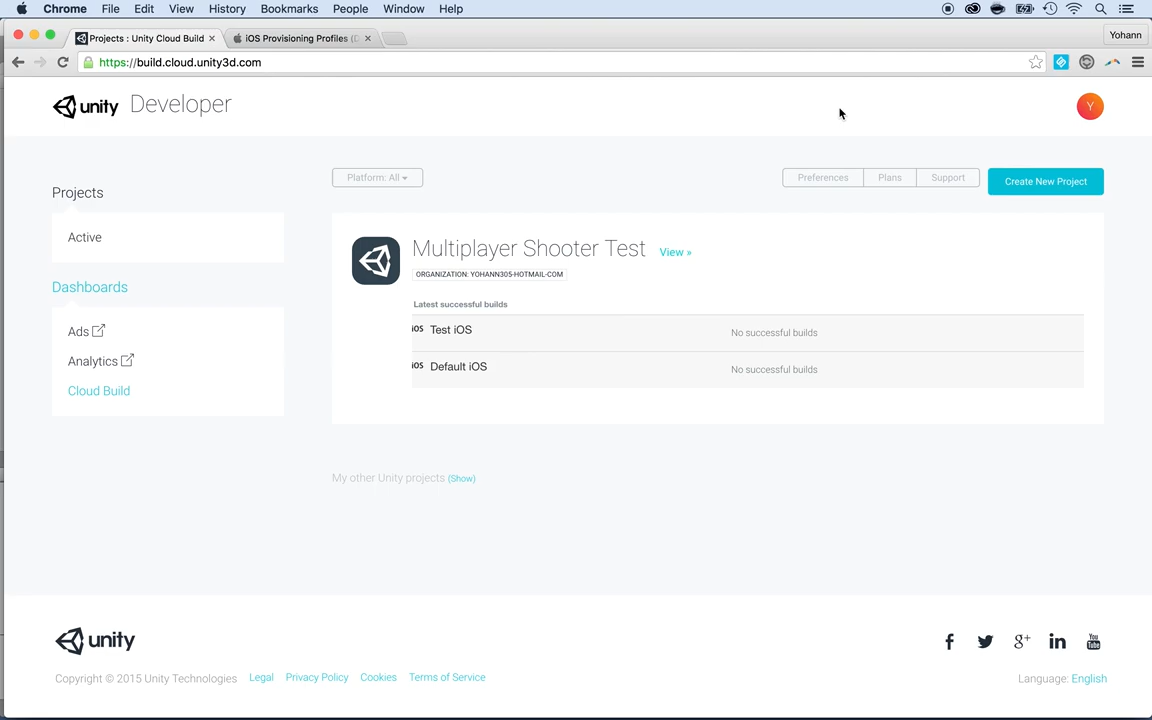 Chrome File Edit View History Bookmarks People Window Help
Projects : Unity Cloud Build × iOS Provisioning Profiles (D × Yohann
https://build.cloud.unity3d.com
unity Developer Y
Projects
Active
Dashboards
Ads
Analytics
Cloud Build
Platform: All Preferences Plans Support Create New Project
Multiplayer Shooter Test View »
ORGANIZATION: YOHANN305-HOTMAIL-COM
Latest successful builds
iOS Test iOS No successful builds
iOS Default iOS No successful builds
My other Unity projects (Show)
unity
f g+ in You Tube
Copyright © 2015 Unity Technologies Legal Privacy Policy Cookies Terms of Service Language: English